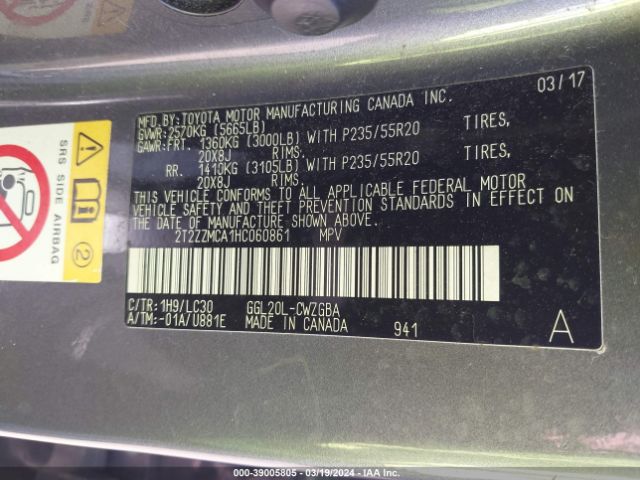 SRS SIDE AIRBAG
2
MFD.BY:TOYOTA MOTOR MANUFACTURING CANADA INC. 03/17
GVWR:2570KG (5665LB)
GAWR:FRT. 1360KG (3000LB) WITH P235/55R20 TIRES,
20X8J RIMS.
RR. 1410KG (3105LB) WITH P235/55R20 TIRES,
20X8J RIMS.
THIS VEHICLE CONFORMS TO ALL APPLICABLE FEDERAL MOTOR
VEHICLE SAFETY AND THEFT PREVENTION STANDARDS IN EFFECT ON
THE DATE OF MANUFACTURE SHOWN ABOVE.
2T2ZZMCA1HC060861 MPV
C/TR:1H9/LC30 GGL20L-CWZGBA
A/TM:-01A/U881E MADE IN CANADA 941 A
000-39005805 - 03/19/2024 - IAA Inc.